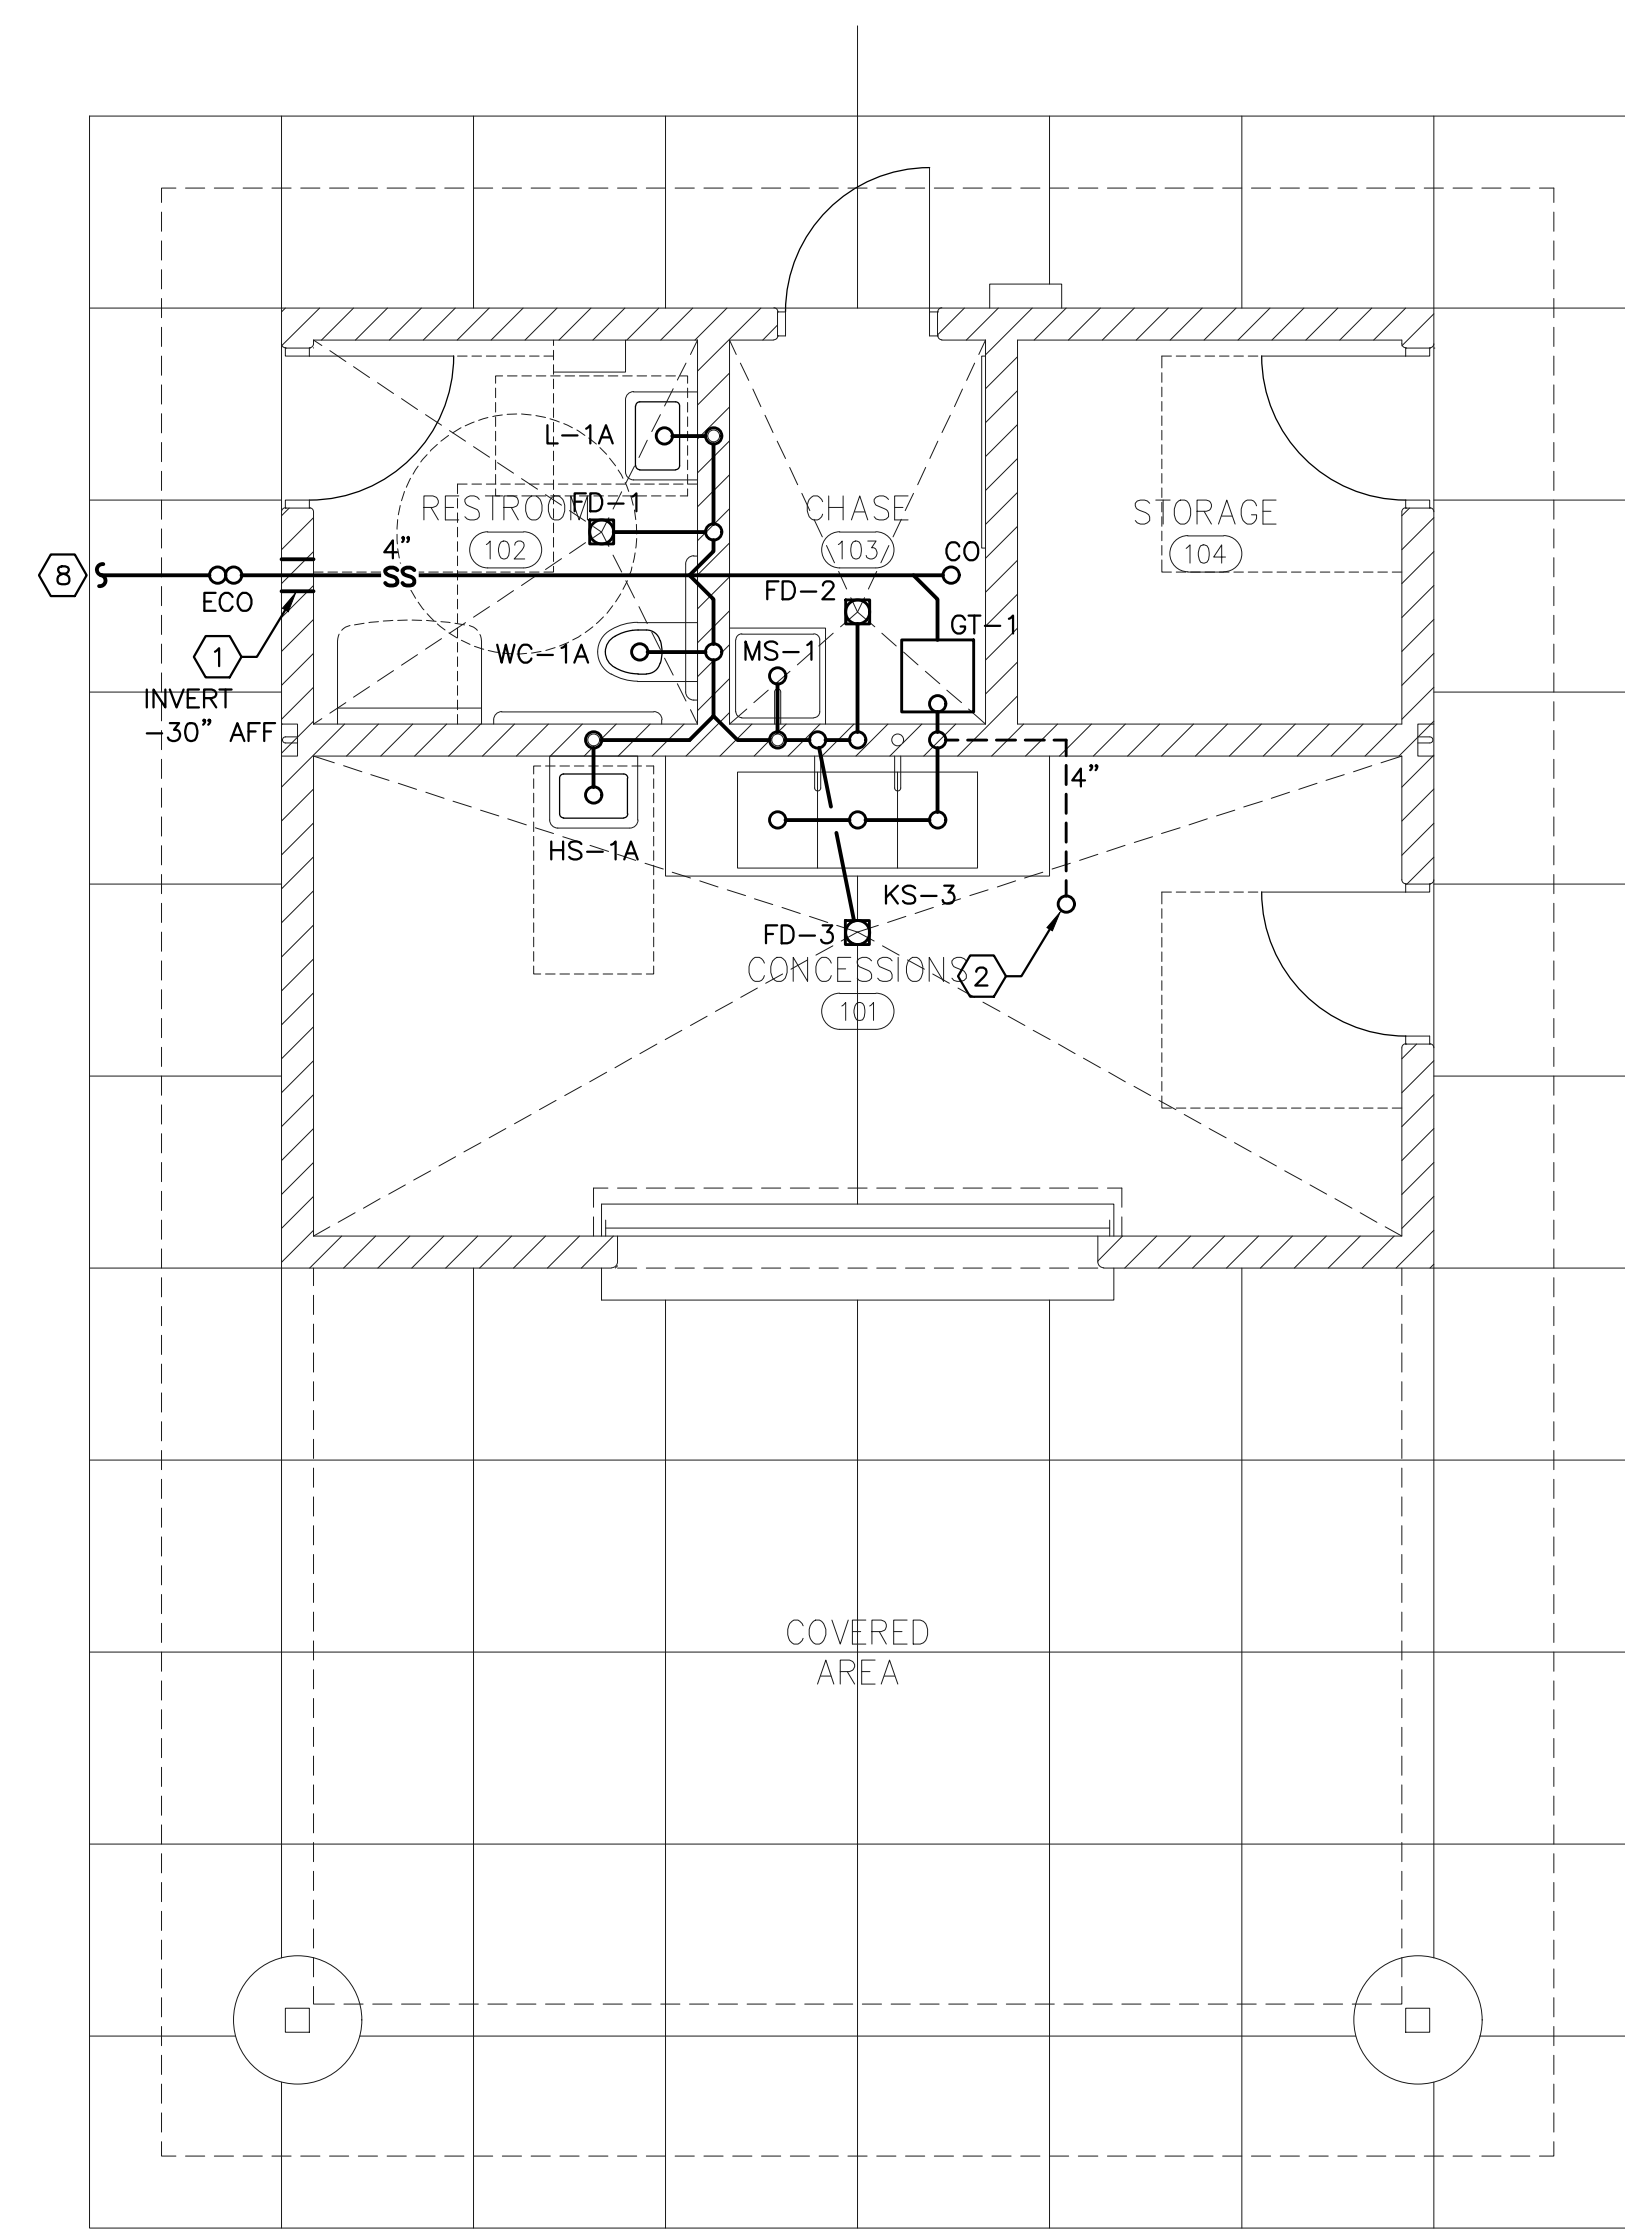 L-1A
RESTROOM
FD-1
102
CHASE
103
STORAGE
104
8
4”
SS
ECO
CO
FD-2
GT-1
1
WC-1A
MS-1
INVERT
-30” AFF
4”
HS-1A
KS-3
FD-3
CONCESSIONS
2
101
COVERED
AREA